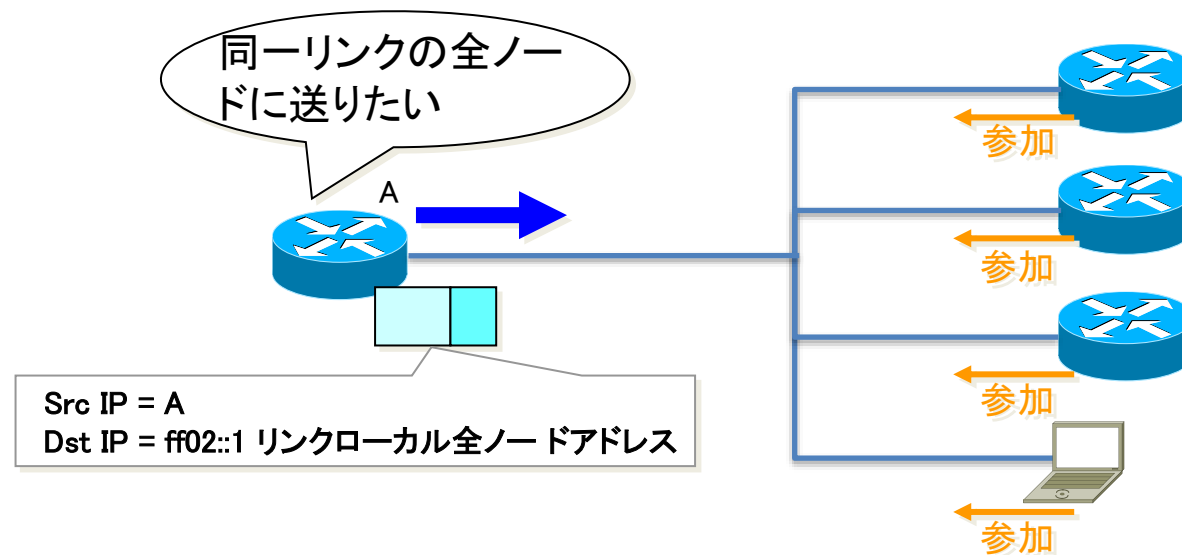 同一リンクの全ノー
ドに送りたい
A
参加
参加
参加
参加
Src IP = A
Dst IP = ff02::1 リンクローカル全ノードアドレス